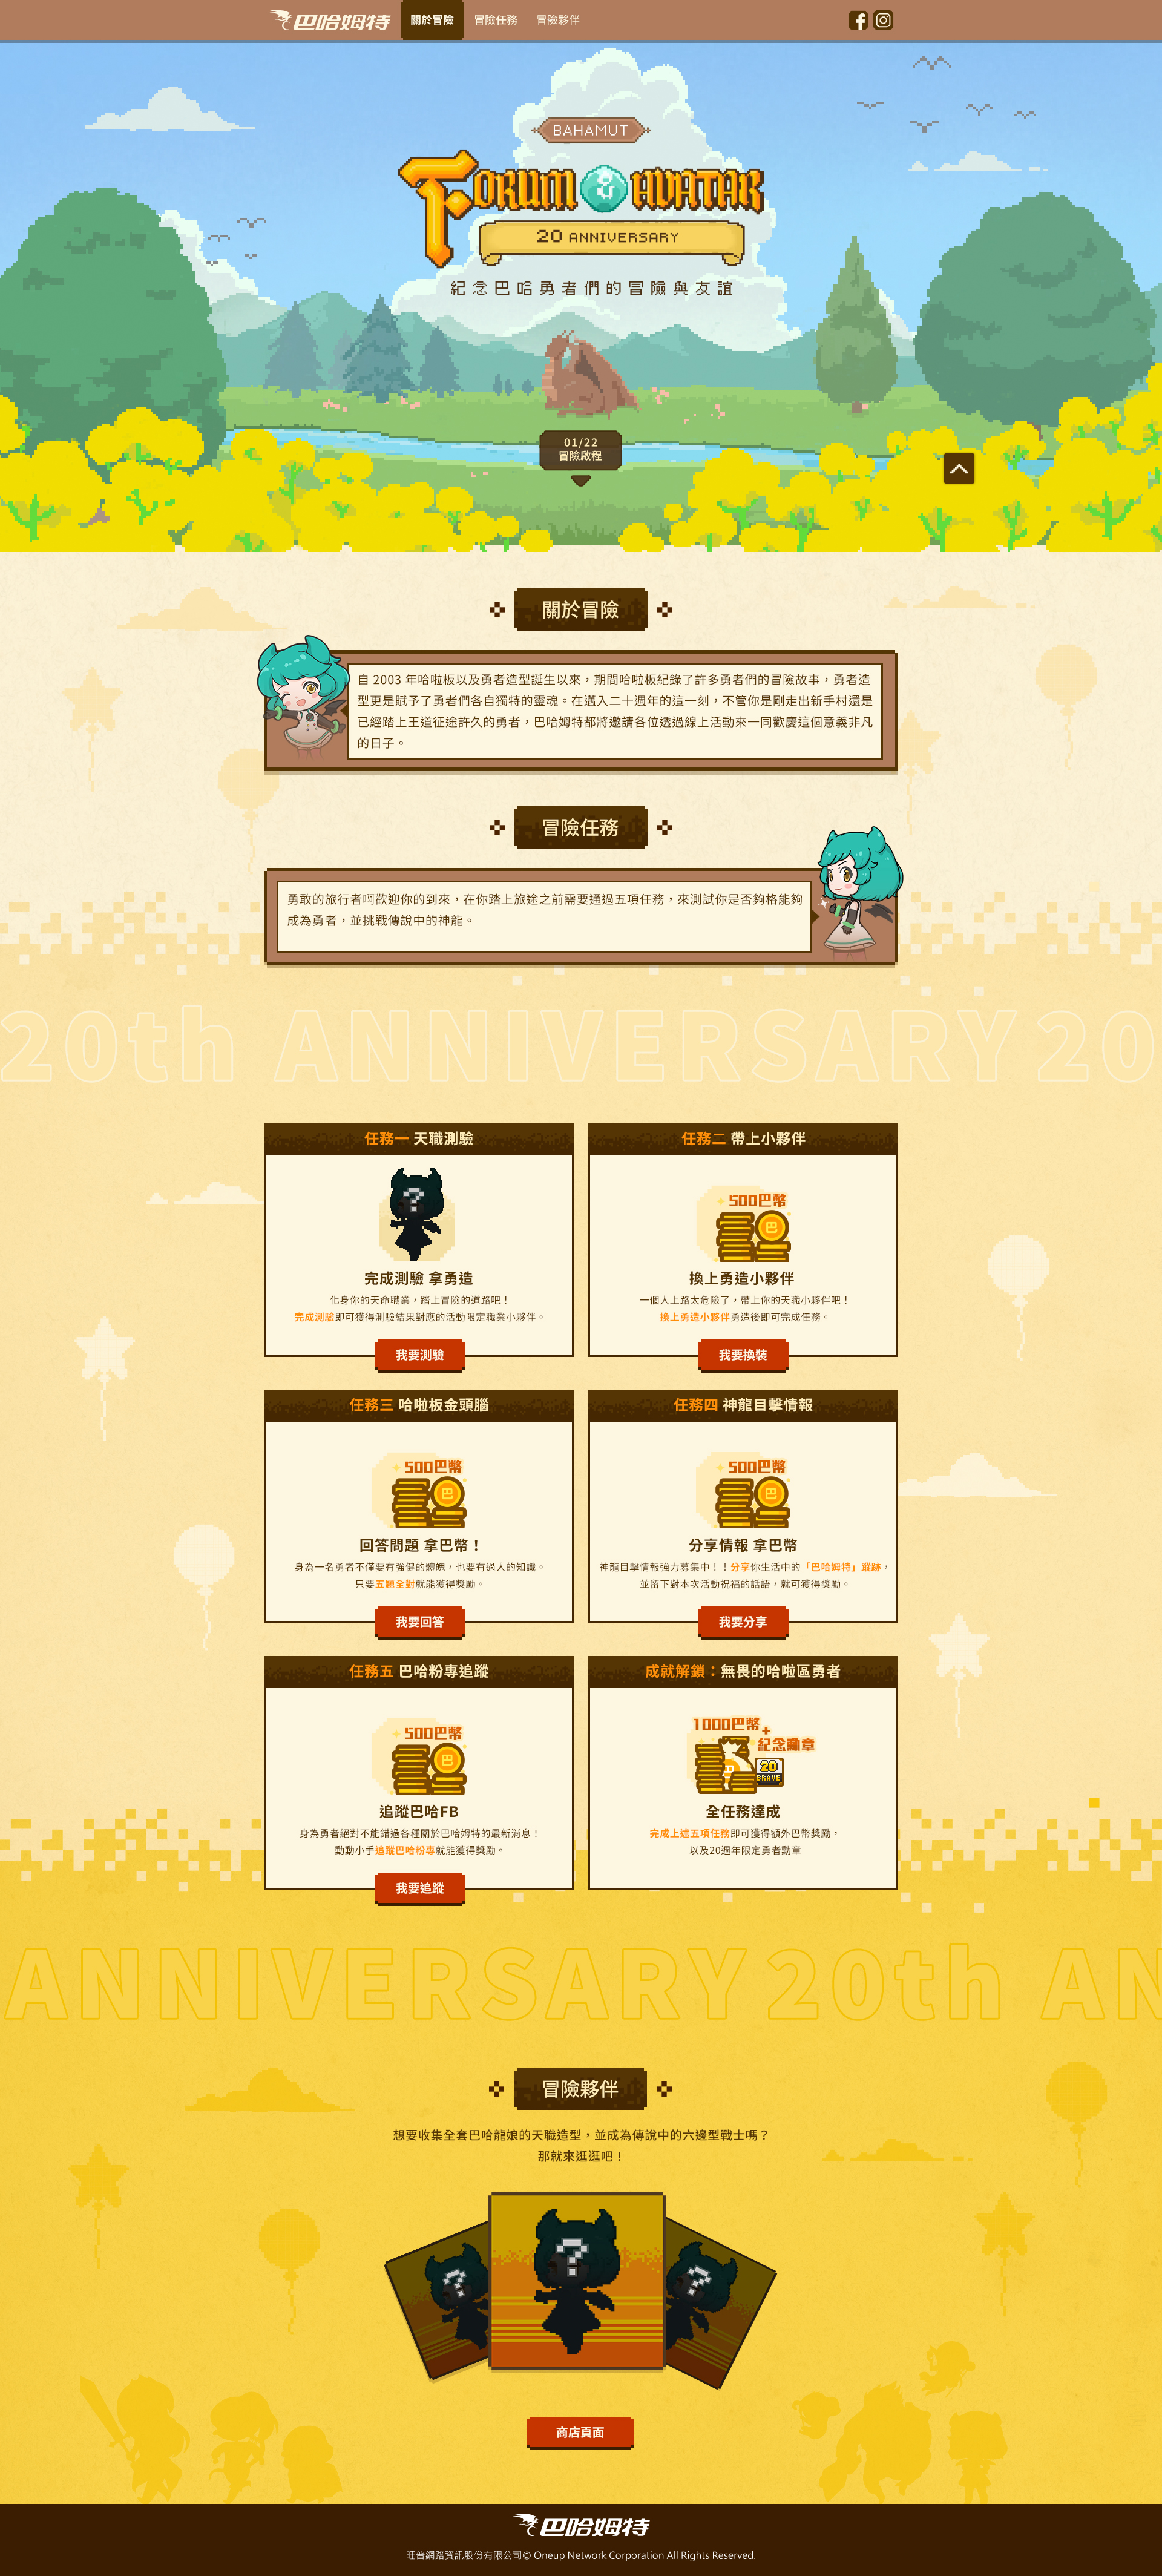 巴哈姆特
關於冒險
冒險任務
冒險夥伴
BAHAMUT
FORUM & AVATAR
20 ANNIVERSARY
紀念巴哈勇者們的冒險與友誼
01/22
冒險啟程
關於冒險
自 2003 年哈啦板以及勇者造型誕生以來，期間哈啦板紀錄了許多勇者們的冒險故事，勇者造
型更是賦予了勇者們各自獨特的靈魂。在邁入二十週年的這一刻，不管你是剛走出新手村還是
已經踏上王道征途許久的勇者，巴哈姆特都將邀請各位透過線上活動來一同歡慶這個意義非凡
的日子。
冒險任務
勇敢的旅行者啊歡迎你的到來，在你踏上旅途之前需要通過五項任務，來測試你是否夠格能夠
成為勇者，並挑戰傳說中的神龍。
20th ANNIVERSARY 20
任務一 天職測驗
?
完成測驗 拿勇造
化身你的天命職業，踏上冒險的道路吧！
完成測驗即可獲得測驗結果對應的活動限定職業小夥伴。
我要測驗
任務二 帶上小夥伴
500巴幣
巴
換上勇造小夥伴
一個人上路太危險了，帶上你的天職小夥伴吧！
換上勇造小夥伴勇造後即可完成任務。
我要換裝
任務三 哈啦板金頭腦
500巴幣
巴
回答問題 拿巴幣！
身為一名勇者不僅要有強健的體魄，也要有過人的知識。
只要五題全對就能獲得獎勵。
我要回答
任務四 神龍目擊情報
500巴幣
巴
分享情報 拿巴幣
神龍目擊情報強力募集中！！分享你生活中的「巴哈姆特」蹤跡，
並留下對本次活動祝福的話語，就可獲得獎勵。
我要分享
任務五 巴哈粉專追蹤
500巴幣
巴
追蹤巴哈FB
身為勇者絕對不能錯過各種關於巴哈姆特的最新消息！
動動小手追蹤巴哈粉專就能獲得獎勵。
我要追蹤
成就解鎖：無畏的哈啦區勇者
1000巴幣
+
紀念勳章
20
BRAVE
全任務達成
完成上述五項任務即可獲得額外巴幣獎勵，
以及20週年限定勇者勳章
ANNIVERSARY 20th AN
冒險夥伴
想要收集全套巴哈龍娘的天職造型，並成為傳說中的六邊型戰士嗎？
那就來逛逛吧！
?
?
?
商店頁面
巴哈姆特
旺普網路資訊股份有限公司© Oneup Network Corporation All Rights Reserved.